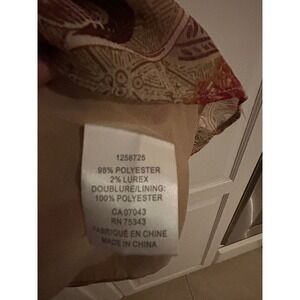 1258725
98% POLYESTER
2% LUREX
DOUBLURE/LINING:
100% POLYESTER
CA 07043
RN 75343
FABRIQUÉ EN CHINE
MADE IN CHINA